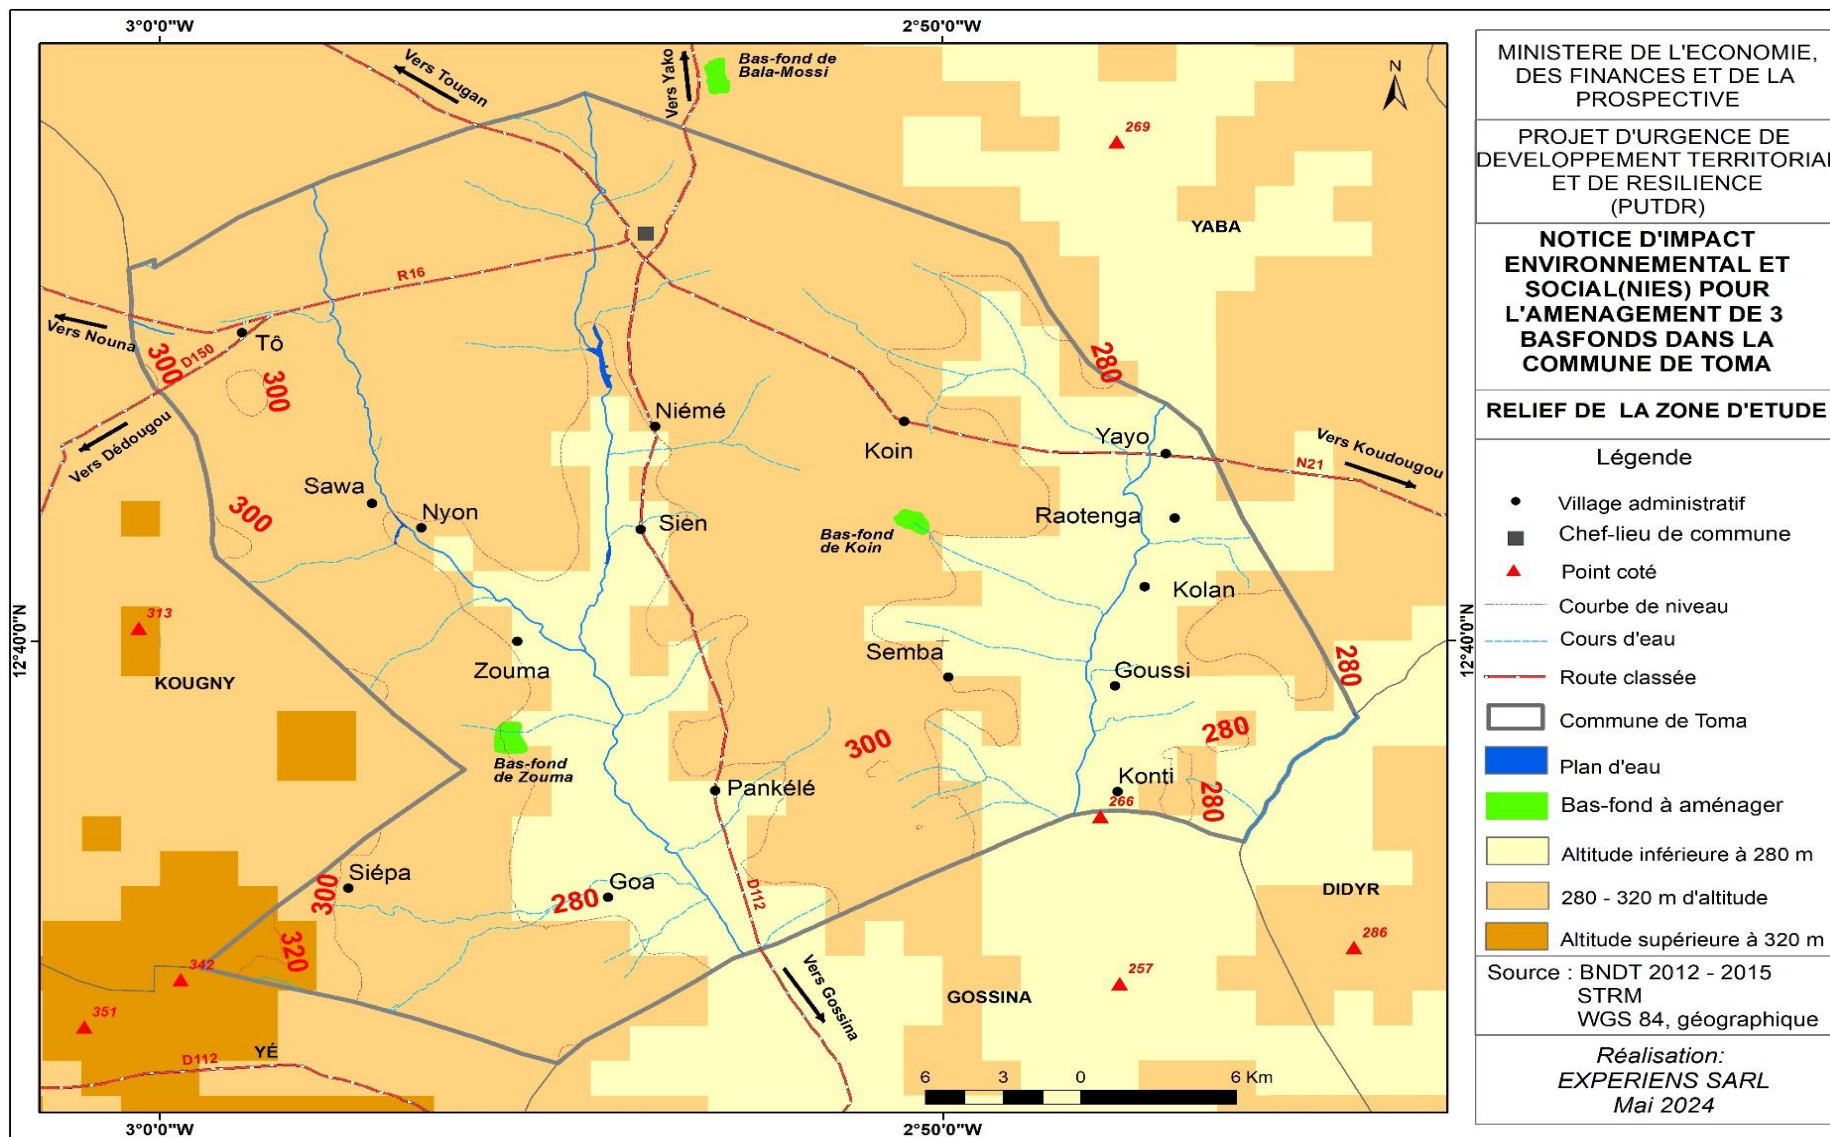 3°0'0"W
2°50'0"W
Vers Tougan
Vers Yako
Bas-fond de
Bala-Mossi
N
269
YABA
R16
Vers Nouna
Tô
D150
300
300
280
Vers Dédougou
Niémé
Koin
Yayo
Vers Koudougou
N21
Sawa
Nyon
300
Sien
Bas-fond
de Koin
Raotenga
Kolan
313
12°40'0"N
12°40'0"N
KOUGNY
Zouma
Semba
Goussi
280
300
280
Bas-fond
de Zouma
Pankélé
Konti
266
280
Siépa
300
280
Goa
D112
DIDYR
320
342
286
351
Vers Gossina
GOSSINA
257
YÉ
D112
6 3 0 6 Km
3°0'0"W
2°50'0"W
MINISTERE DE L'ECONOMIE,
DES FINANCES ET DE LA
PROSPECTIVE
PROJET D'URGENCE DE
DEVELOPPEMENT TERRITORIAL
ET DE RESILIENCE
(PUTDR)
NOTICE D'IMPACT
ENVIRONNEMENTAL ET
SOCIAL(NIES) POUR
L'AMENAGEMENT DE 3
BASFONDS DANS LA
COMMUNE DE TOMA
RELIEF DE LA ZONE D'ETUDE
Légende
Village administratif
Chef-lieu de commune
Point coté
Courbe de niveau
Cours d'eau
Route classée
Commune de Toma
Plan d'eau
Bas-fond à aménager
Altitude inférieure à 280 m
280 - 320 m d'altitude
Altitude supérieure à 320 m
Source : BNDT 2012 - 2015
STRM
WGS 84, géographique
Réalisation:
EXPERIENS SARL
Mai 2024